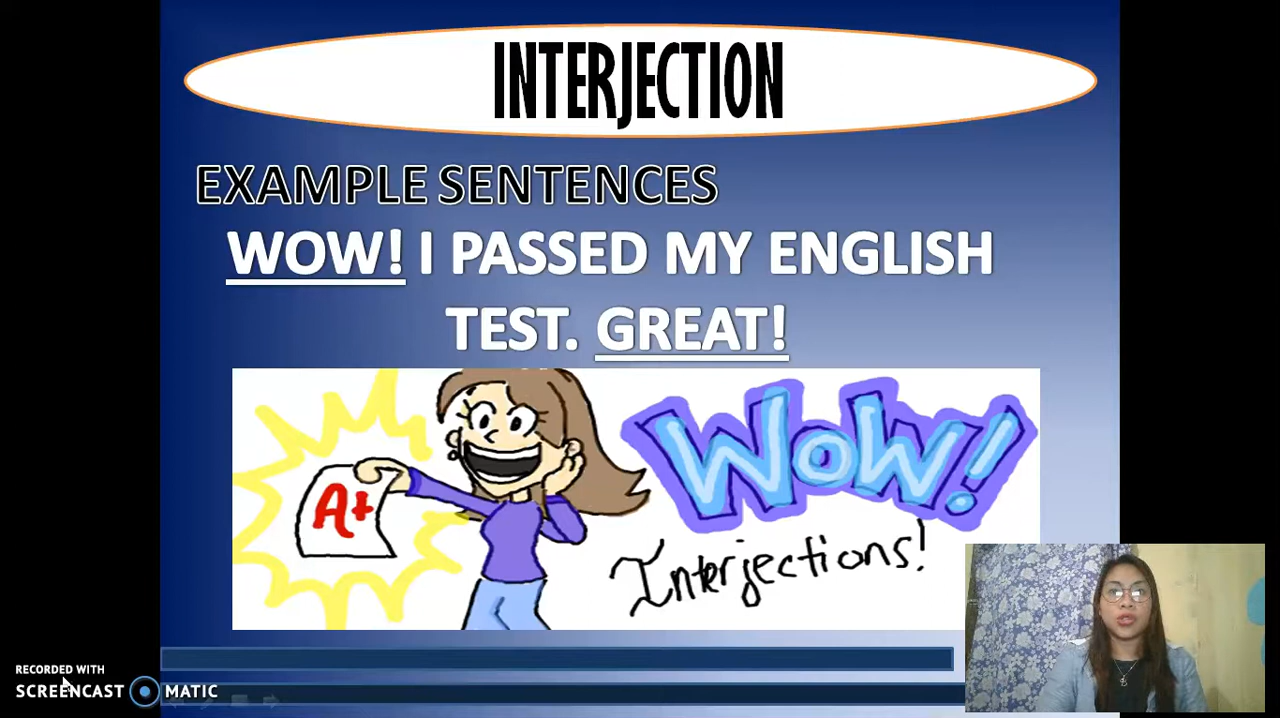 INTERJECTION
EXAMPLE SENTENCES
WOW! I PASSED MY ENGLISH
TEST. GREAT!
A+
WOW!
Interjections!
RECORDED WITH
SCREENCAST MATIC